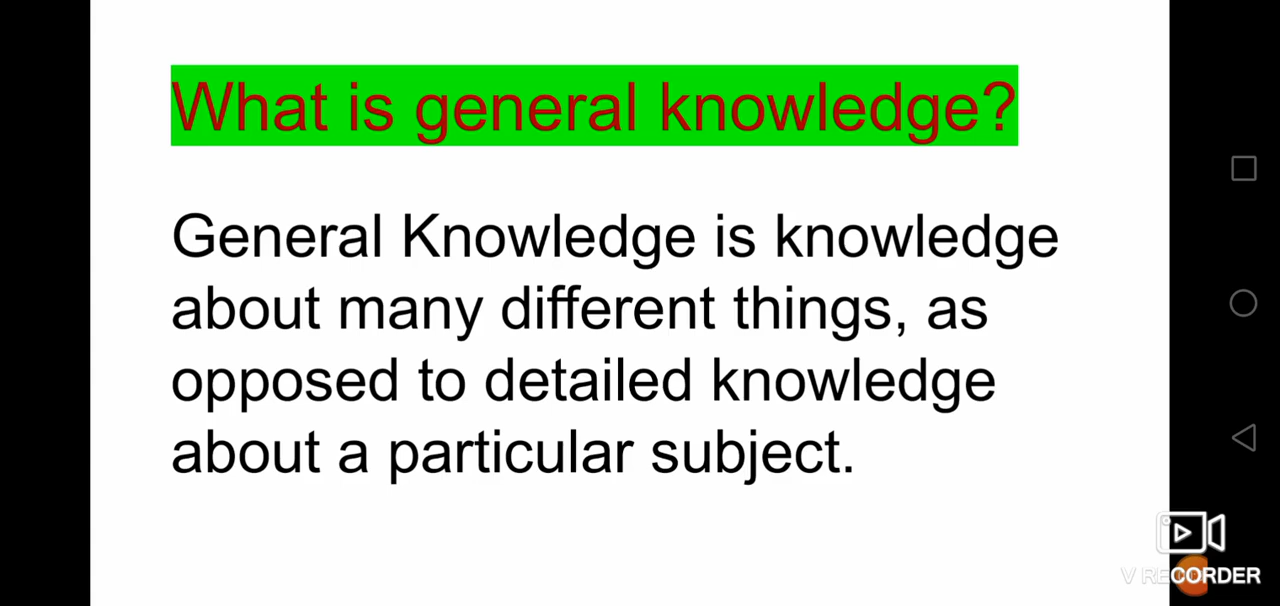 What is general knowledge?
General Knowledge is knowledge
about many different things, as
opposed to detailed knowledge
about a particular subject.
V RECORDER